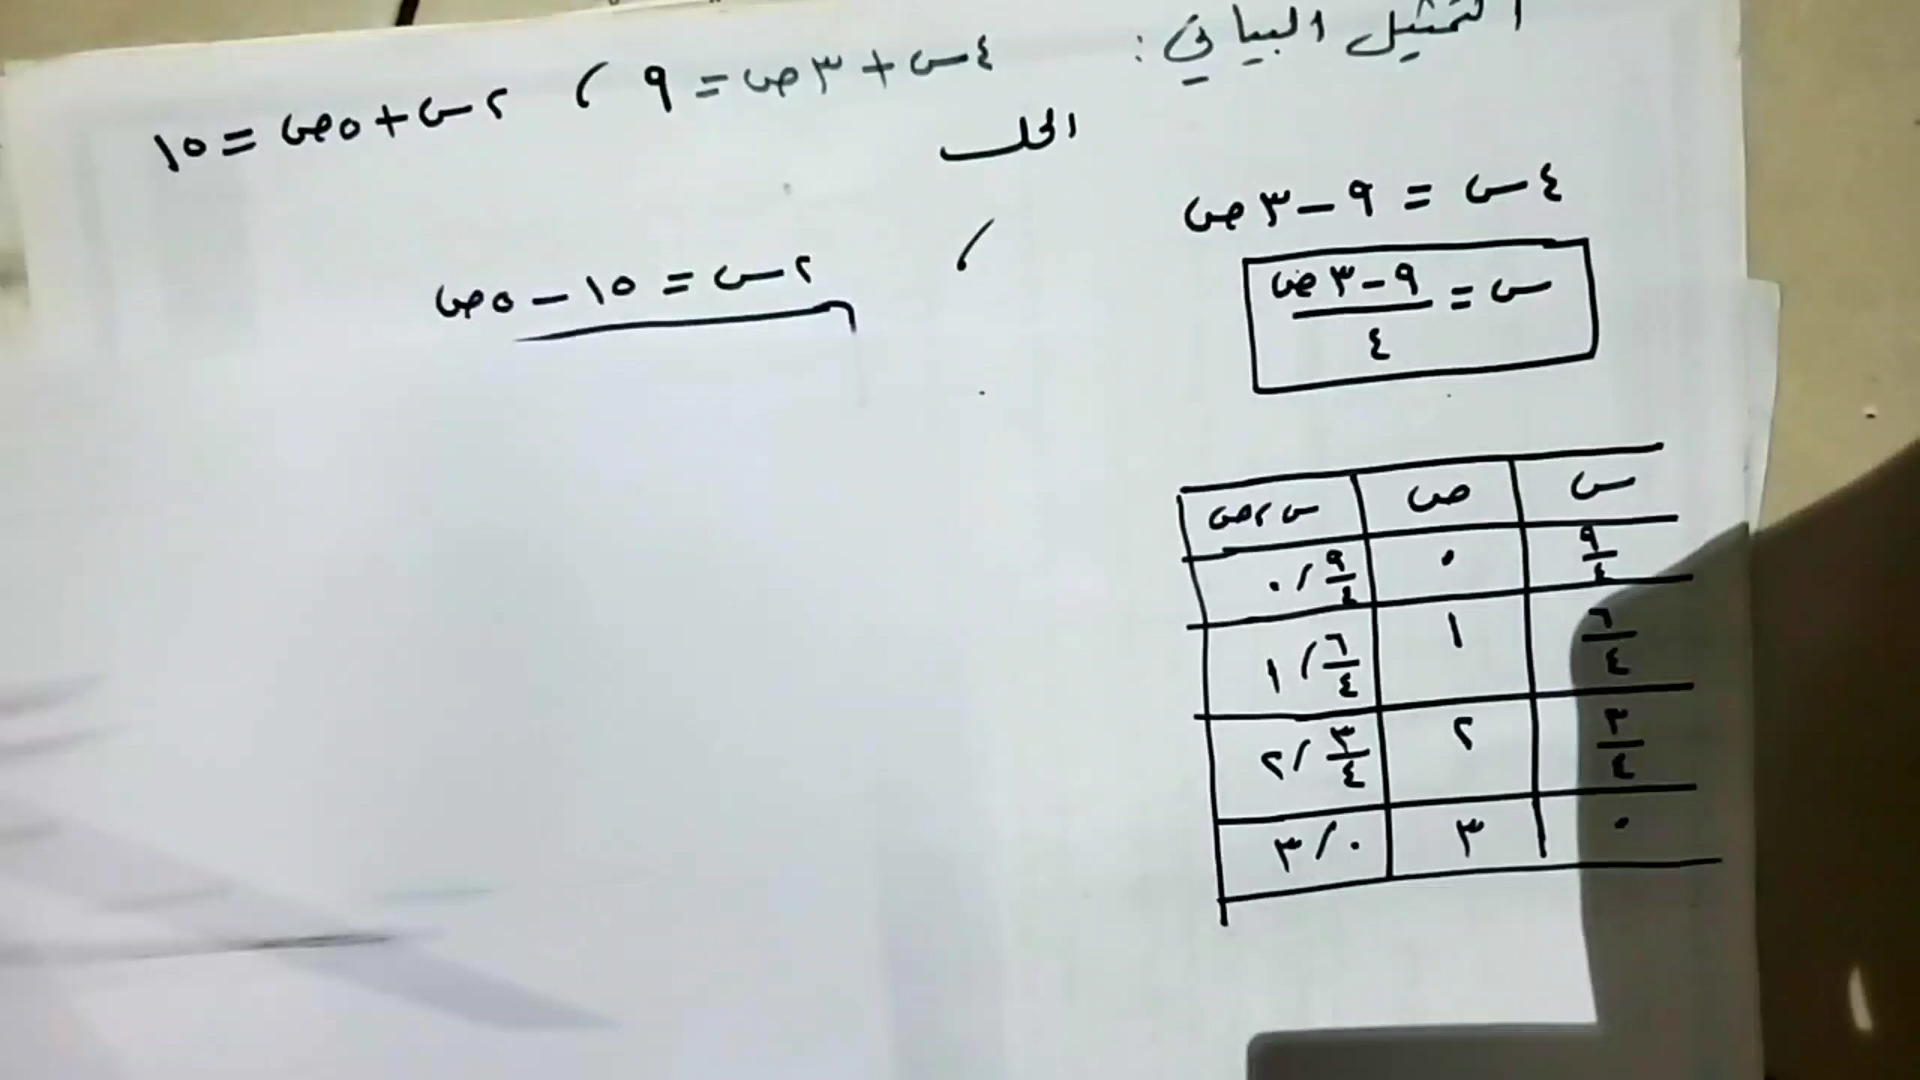 التمثيل البياني : ٤س + ٣ص = ٩ ، ٢س + ٥ص = ١٥
الحل
٤س = ٩ − ٣ص ، ٢س = ١٥ − ٥ص
س = (٩ − ٣ص)/٤
س | ص | س ، ص
٩/٤ | ٠ | ٩/٤ ، ٠
٦/٤ | ١ | ٦/٤ ، ١
٣/٤ | ٢ | ٣/٤ ، ٢
٠ | ٣ | ٠ ، ٣